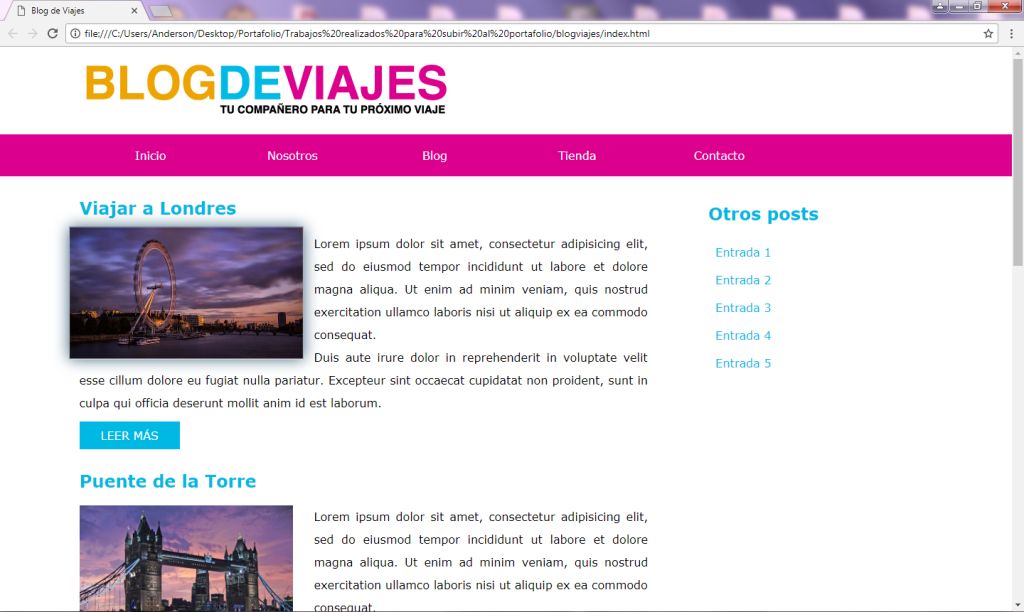 Blog de Viajes
file:///C:/Users/Anderson/Desktop/Portafolio/Trabajos%20realizados%20para%20subir%20al%20portafolio/blogviajes/index.html
BLOGDEVIAJES
TU COMPAÑERO PARA TU PRÓXIMO VIAJE
Inicio Nosotros Blog Tienda Contacto
Viajar a Londres
Lorem ipsum dolor sit amet, consectetur adipisicing elit,
sed do eiusmod tempor incididunt ut labore et dolore
magna aliqua. Ut enim ad minim veniam, quis nostrud
exercitation ullamco laboris nisi ut aliquip ex ea commodo
consequat.
Duis aute irure dolor in reprehenderit in voluptate velit
esse cillum dolore eu fugiat nulla pariatur. Excepteur sint occaecat cupidatat non proident, sunt in
culpa qui officia deserunt mollit anim id est laborum.
LEER MÁS
Puente de la Torre
Lorem ipsum dolor sit amet, consectetur adipisicing elit,
sed do eiusmod tempor incididunt ut labore et dolore
magna aliqua. Ut enim ad minim veniam, quis nostrud
exercitation ullamco laboris nisi ut aliquip ex ea commodo
consequat.
Otros posts
Entrada 1
Entrada 2
Entrada 3
Entrada 4
Entrada 5